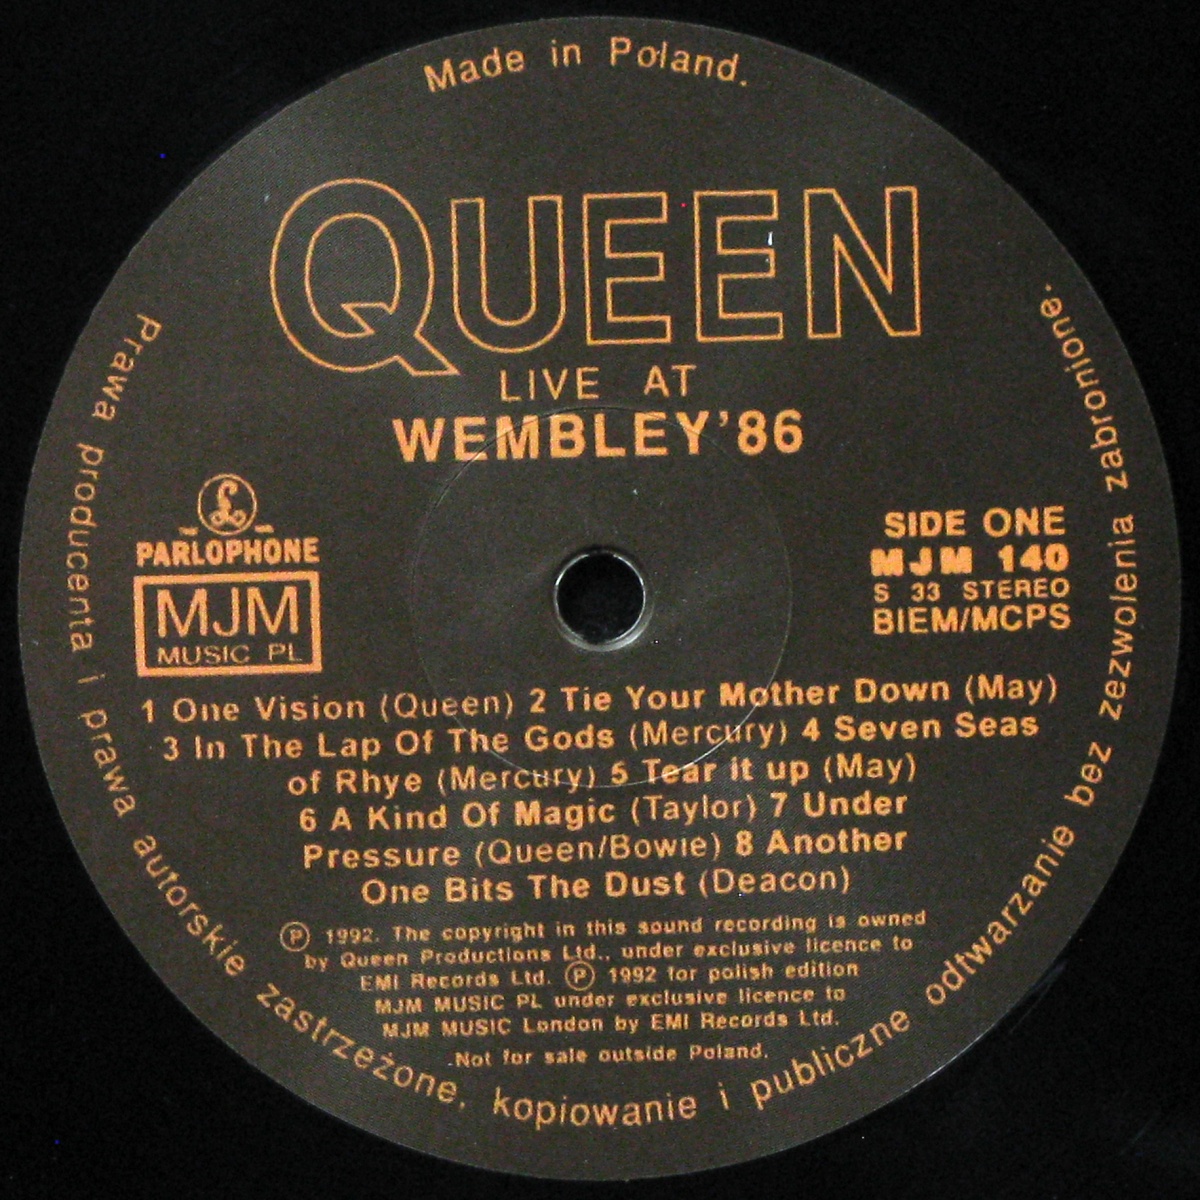 Made in Poland.
QUEEN
LIVE AT
WEMBLEY'86
£
THE
PARLOPHONE
MJM
MUSIC PL
SIDE ONE
MJM 140
S 33 STEREO
BIEM/MCPS
1 One Vision (Queen) 2 Tie Your Mother Down (May)
3 In The Lap Of The Gods (Mercury) 4 Seven Seas
of Rhye (Mercury) 5 Tear it up (May)
6 A Kind Of Magic (Taylor) 7 Under
Pressure (Queen/Bowie) 8 Another
One Bits The Dust (Deacon)
Ⓟ 1992. The copyright in this sound recording is owned
by Queen Productions Ltd., under exclusive licence to
EMI Records Ltd. Ⓟ 1992 for polish edition
MJM MUSIC PL under exclusive licence to
MJM MUSIC London by EMI Records Ltd.
.Not for sale outside Poland.
Prawa producenta i prawa autorskie zastrzeżone, kopiowanie i publiczne odtwarzanie bez zezwolenia zabronione.